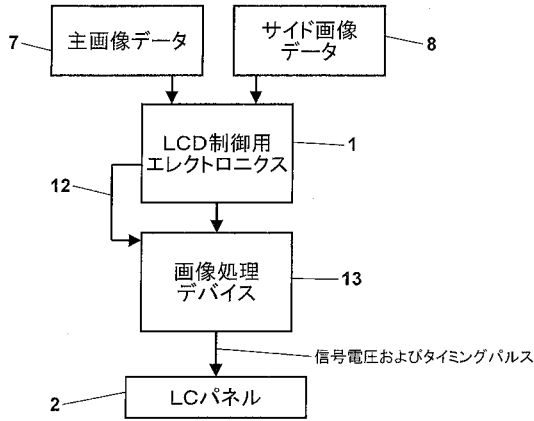 7
主画像データ
サイド画像
データ
8
LCD制御用
エレクトロニクス
1
12
画像処理
デバイス
13
信号電圧およびタイミングパルス
2
LCパネル